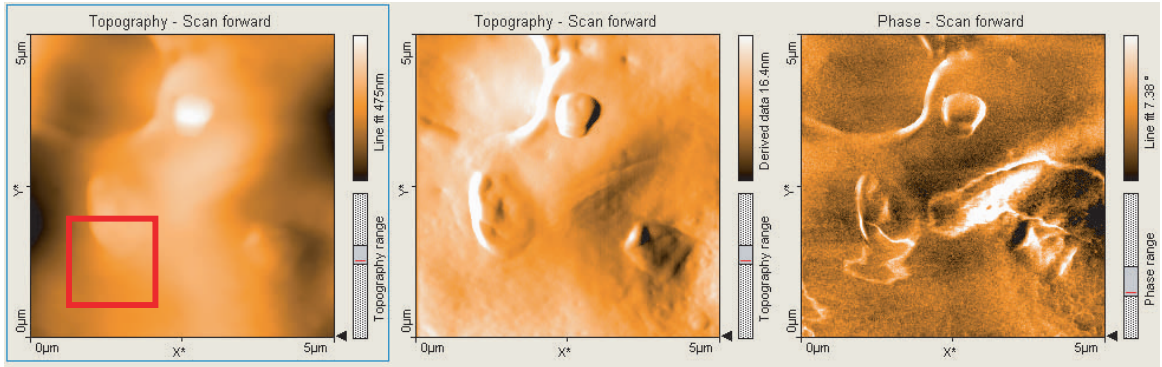 Topography - Scan forward
5µm
Y*
0µm
0µm
X*
5µm
Line fit 475nm
Topography range
Topography - Scan forward
5µm
Y*
0µm
0µm
X*
5µm
Derived data 16.4nm
Topography range
Phase - Scan forward
5µm
Y*
0µm
0µm
X*
5µm
Line fit 7.38 °
Phase range